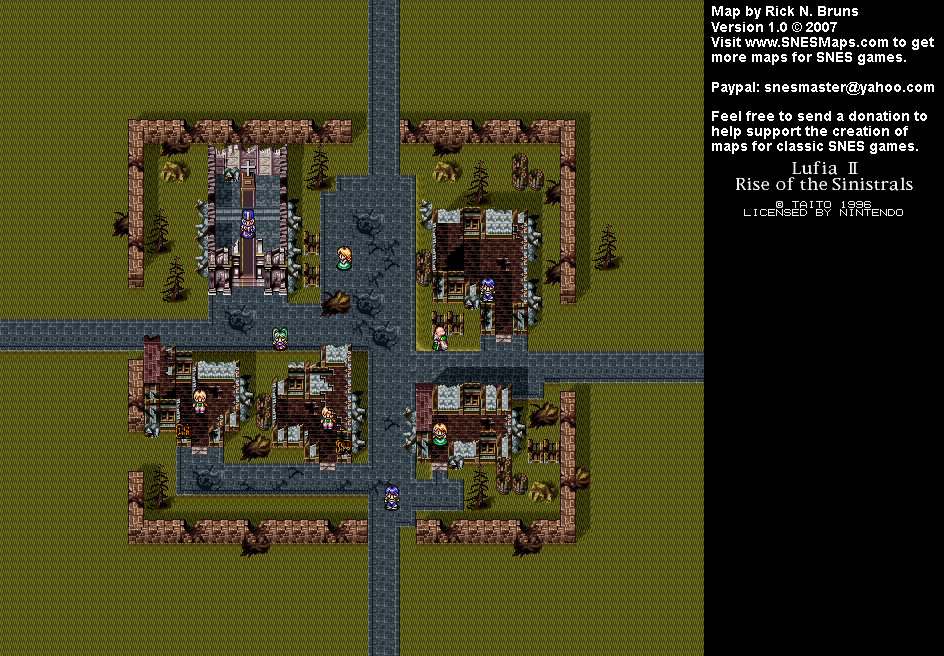 Map by Rick N. Bruns
Version 1.0 © 2007
Visit www.SNESMaps.com to get
more maps for SNES games.
Paypal: snesmaster@yahoo.com
Feel free to send a donation to
help support the creation of
maps for classic SNES games.
Lufia II
Rise of the Sinistrals
© TAITO 1996
LICENSED BY NINTENDO